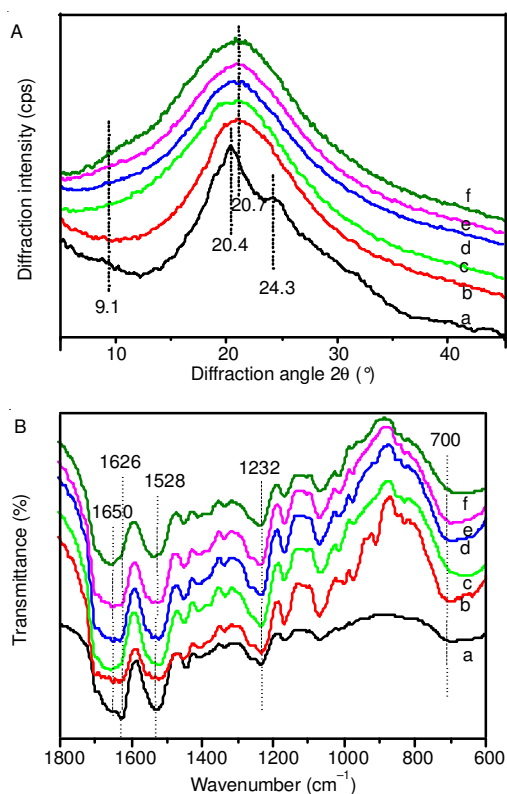 A
Diffraction intensity (cps)
f
e
d
c
b
a
20.7
20.4
24.3
9.1
10 20 30 40
Diffraction angle 2θ (°)
B
Transmittance (%)
1626
1650
1528
1232
700
f
e
d
c
b
a
1800 1600 1400 1200 1000 800 600
Wavenumber (cm⁻¹)